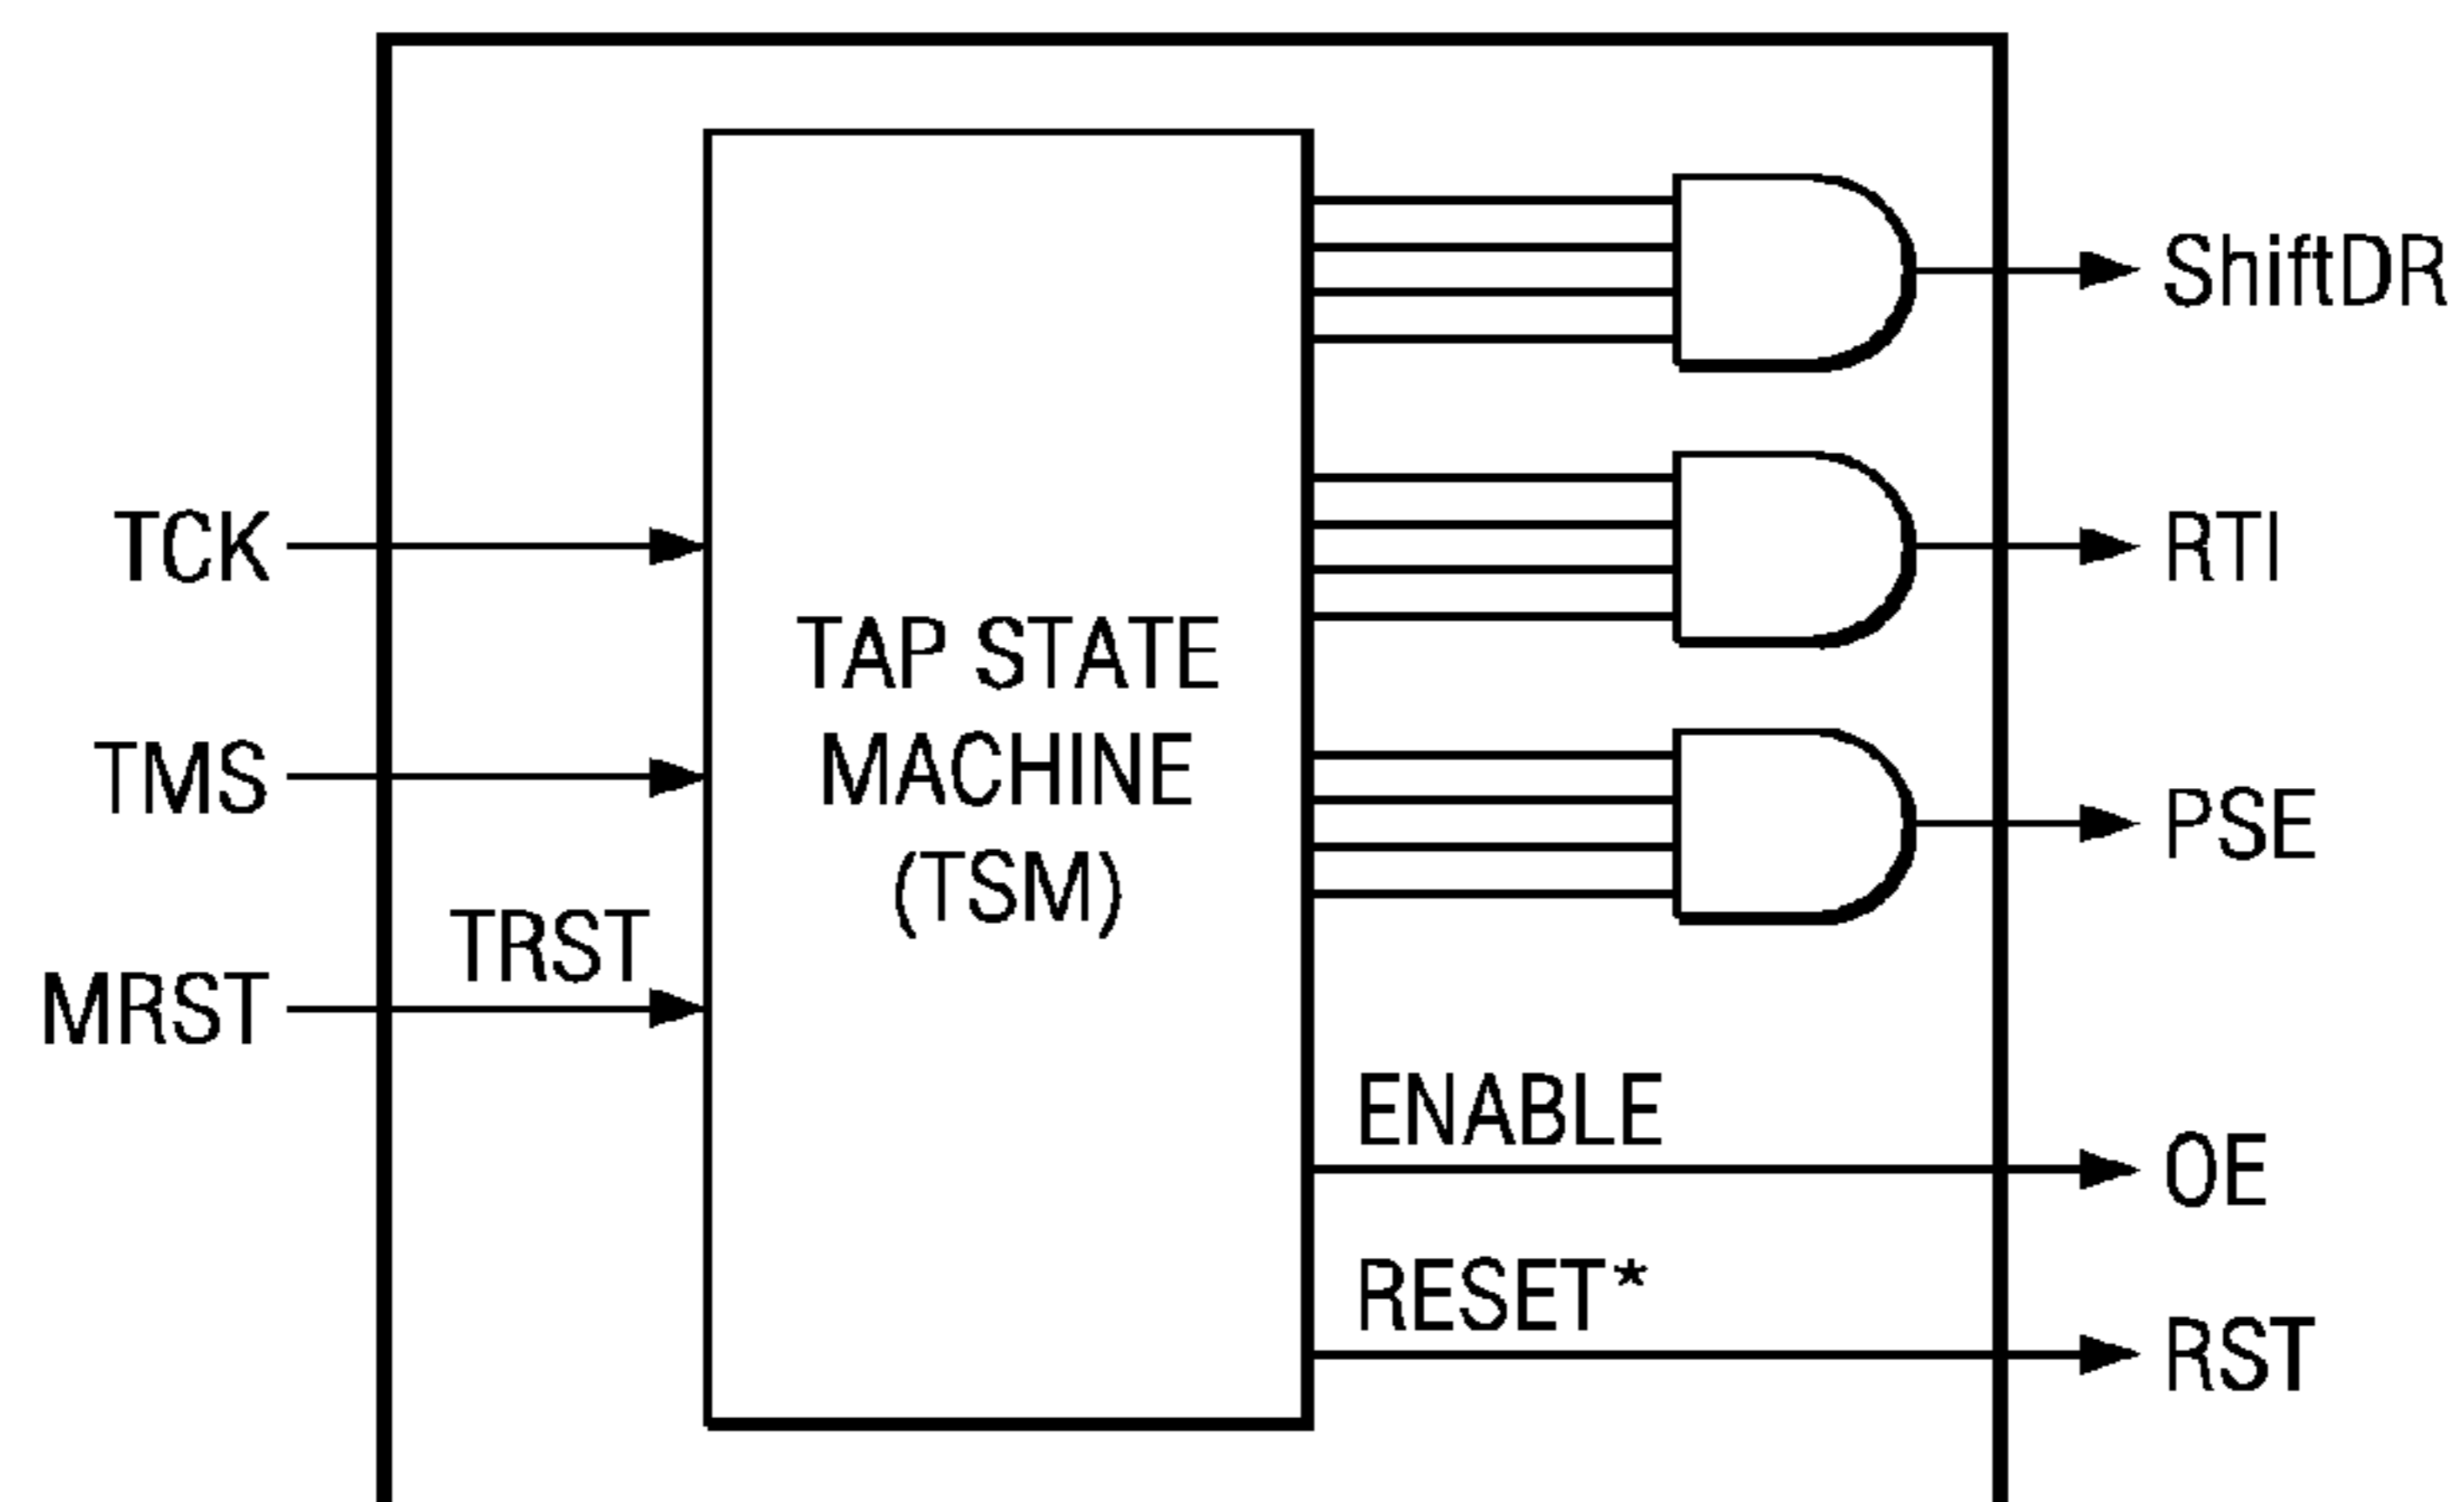 ShiftDR
TCK
RTI
TAP STATE
MACHINE
(TSM)
TMS
PSE
TRST
MRST
ENABLE
OE
RESET*
RST